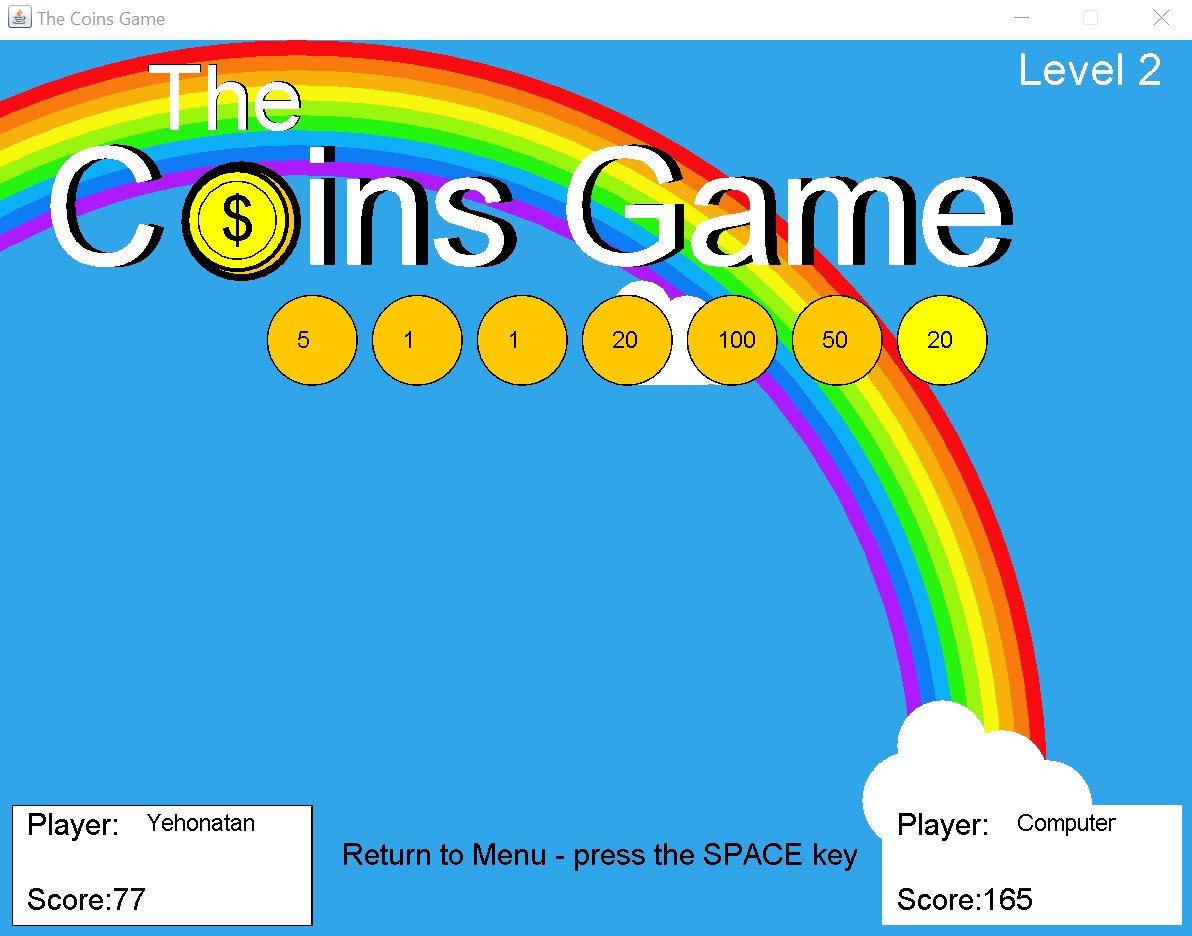 The Coins Game
Level 2
The
Coins Game
$
5 1 1 20 100 50 20
Player: Yehonatan
Score:77
Return to Menu - press the SPACE key
Player: Computer
Score:165